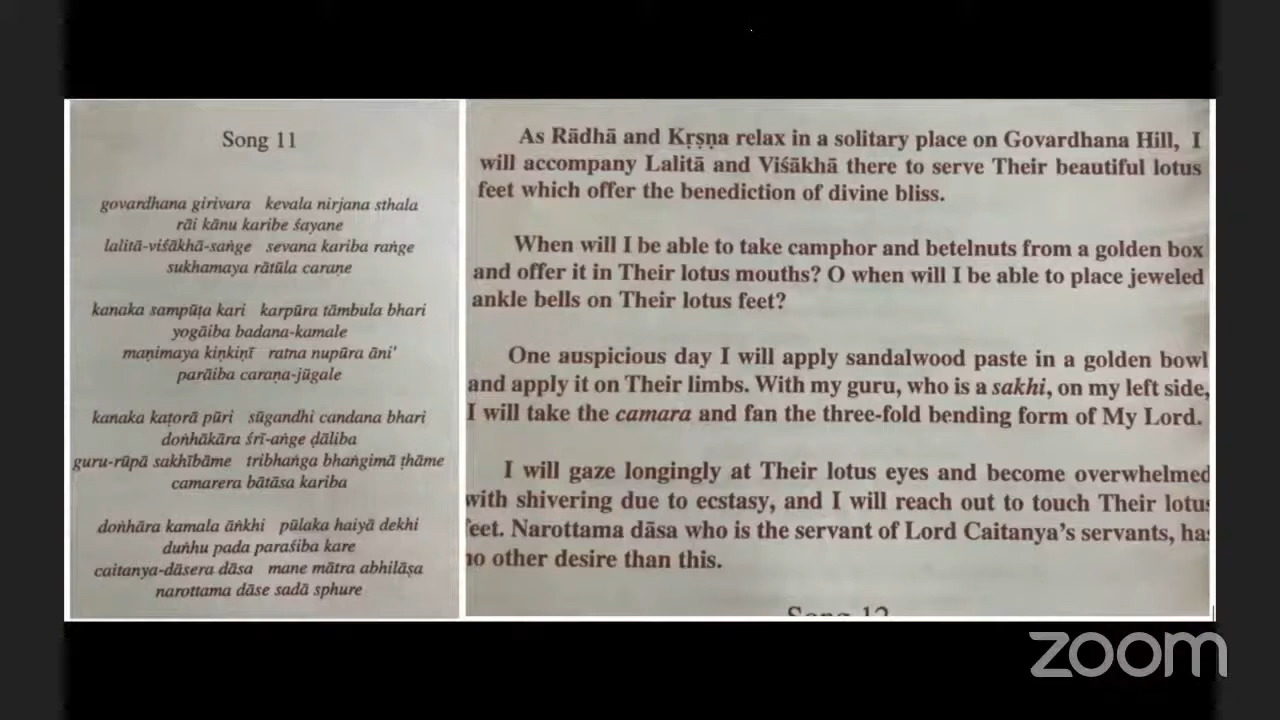 Song 11
govardhana girivara kevala nirjana sthala
rāi kānu karibe śayane
lalitā-viśākhā-saṅge sevana kariba raṅge
sukhamaya rātūla caraṇe
kanaka sampūṭa kari karpūra tāmbula bhari
yogāiba badana-kamale
maṇimaya kiṇkiṇī ratna nupūra āni'
parāiba caraṇa-jūgale
kanaka kaṭorā pūri sūgandhi candana bhari
doṅhākāra śrī-aṅge ḍāliba
guru-rūpā sakhībāme tribhaṅga bhaṅgimā ṭhāme
camarera bātāsa kariba
doṅhāra kamala āṅkhi pūlaka haiyā dekhi
duṅhu pada paraśiba kare
caitanya-dāsera dāsa mane mātra abhilāṣa
narottama dāse sadā sphure
As Rādhā and Kṛṣṇa relax in a solitary place on Govardhana Hill, I
will accompany Lalitā and Viśākhā there to serve Their beautiful lotus
feet which offer the benediction of divine bliss.
When will I be able to take camphor and betelnuts from a golden box
and offer it in Their lotus mouths? O when will I be able to place jeweled
ankle bells on Their lotus feet?
One auspicious day I will apply sandalwood paste in a golden bowl
and apply it on Their limbs. With my guru, who is a sakhi, on my left side,
I will take the camara and fan the three-fold bending form of My Lord.
I will gaze longingly at Their lotus eyes and become overwhelmed
with shivering due to ecstasy, and I will reach out to touch Their lotus
feet. Narottama dāsa who is the servant of Lord Caitanya's servants, has
no other desire than this.
Song 12
zoom